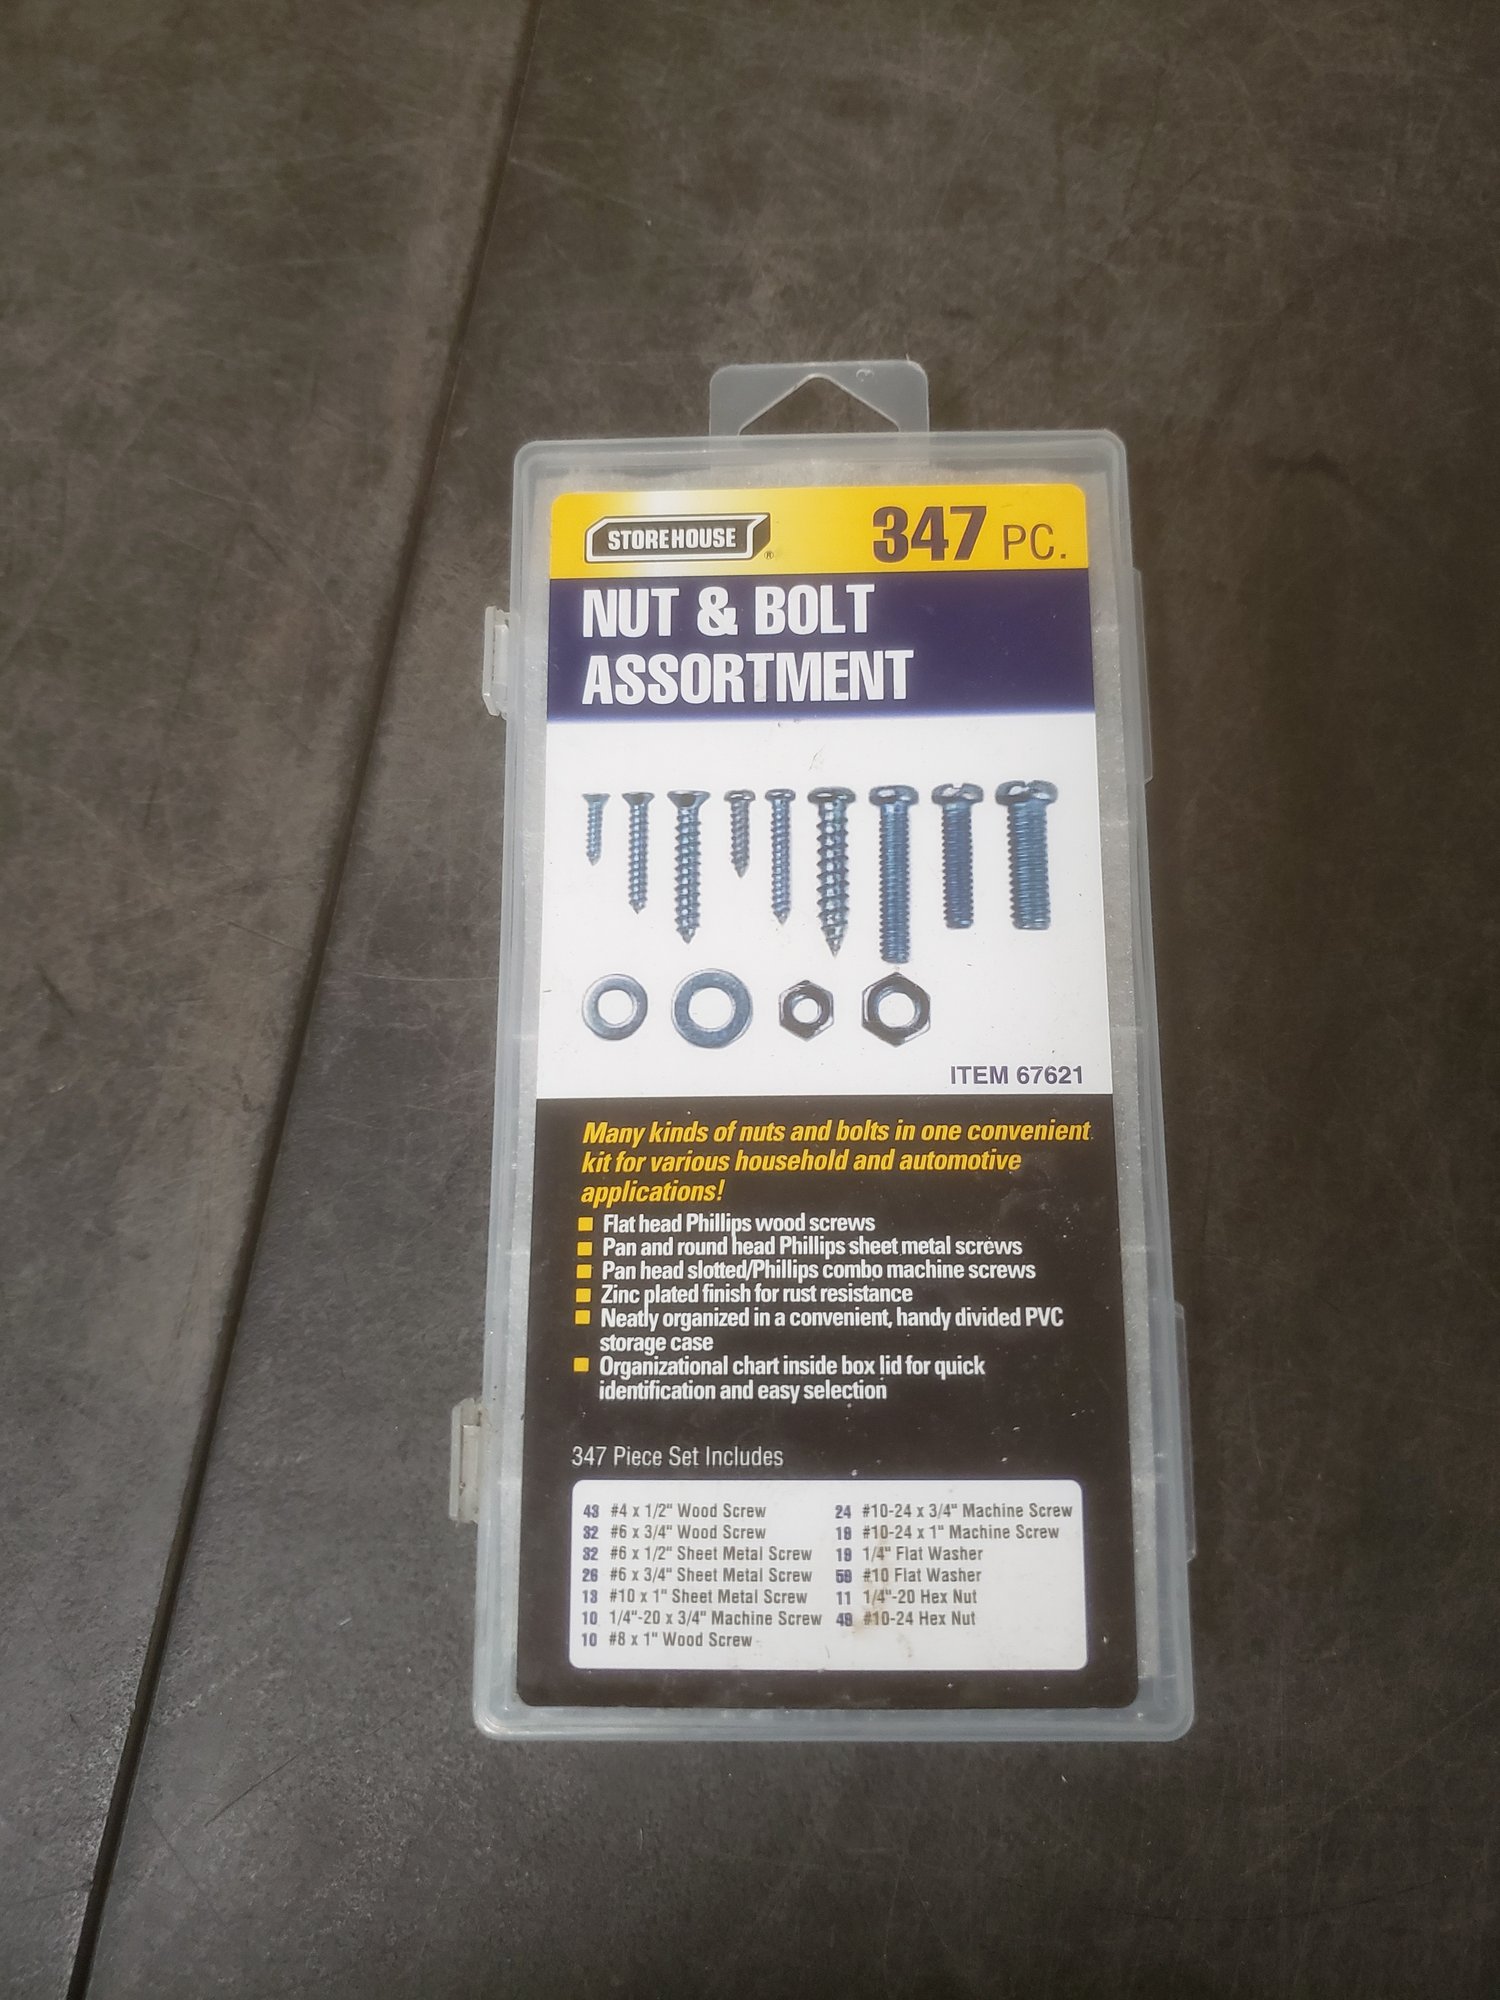 STOREHOUSE ®
347 PC.
NUT & BOLT
ASSORTMENT
ITEM 67621
Many kinds of nuts and bolts in one convenient
kit for various household and automotive
applications!
Flat head Phillips wood screws
Pan and round head Phillips sheet metal screws
Pan head slotted/Phillips combo machine screws
Zinc plated finish for rust resistance
Neatly organized in a convenient, handy divided PVC
storage case
Organizational chart inside box lid for quick
identification and easy selection
347 Piece Set Includes
43 #4 x 1/2" Wood Screw
32 #6 x 3/4" Wood Screw
32 #6 x 1/2" Sheet Metal Screw
26 #6 x 3/4" Sheet Metal Screw
13 #10 x 1" Sheet Metal Screw
10 1/4"-20 x 3/4" Machine Screw
10 #8 x 1" Wood Screw
24 #10-24 x 3/4" Machine Screw
#10-24 x 1" Machine Screw
19 1/4" Flat Washer
#10 Flat Washer
11 1/4"-20 Hex Nut
#10-24 Hex Nut